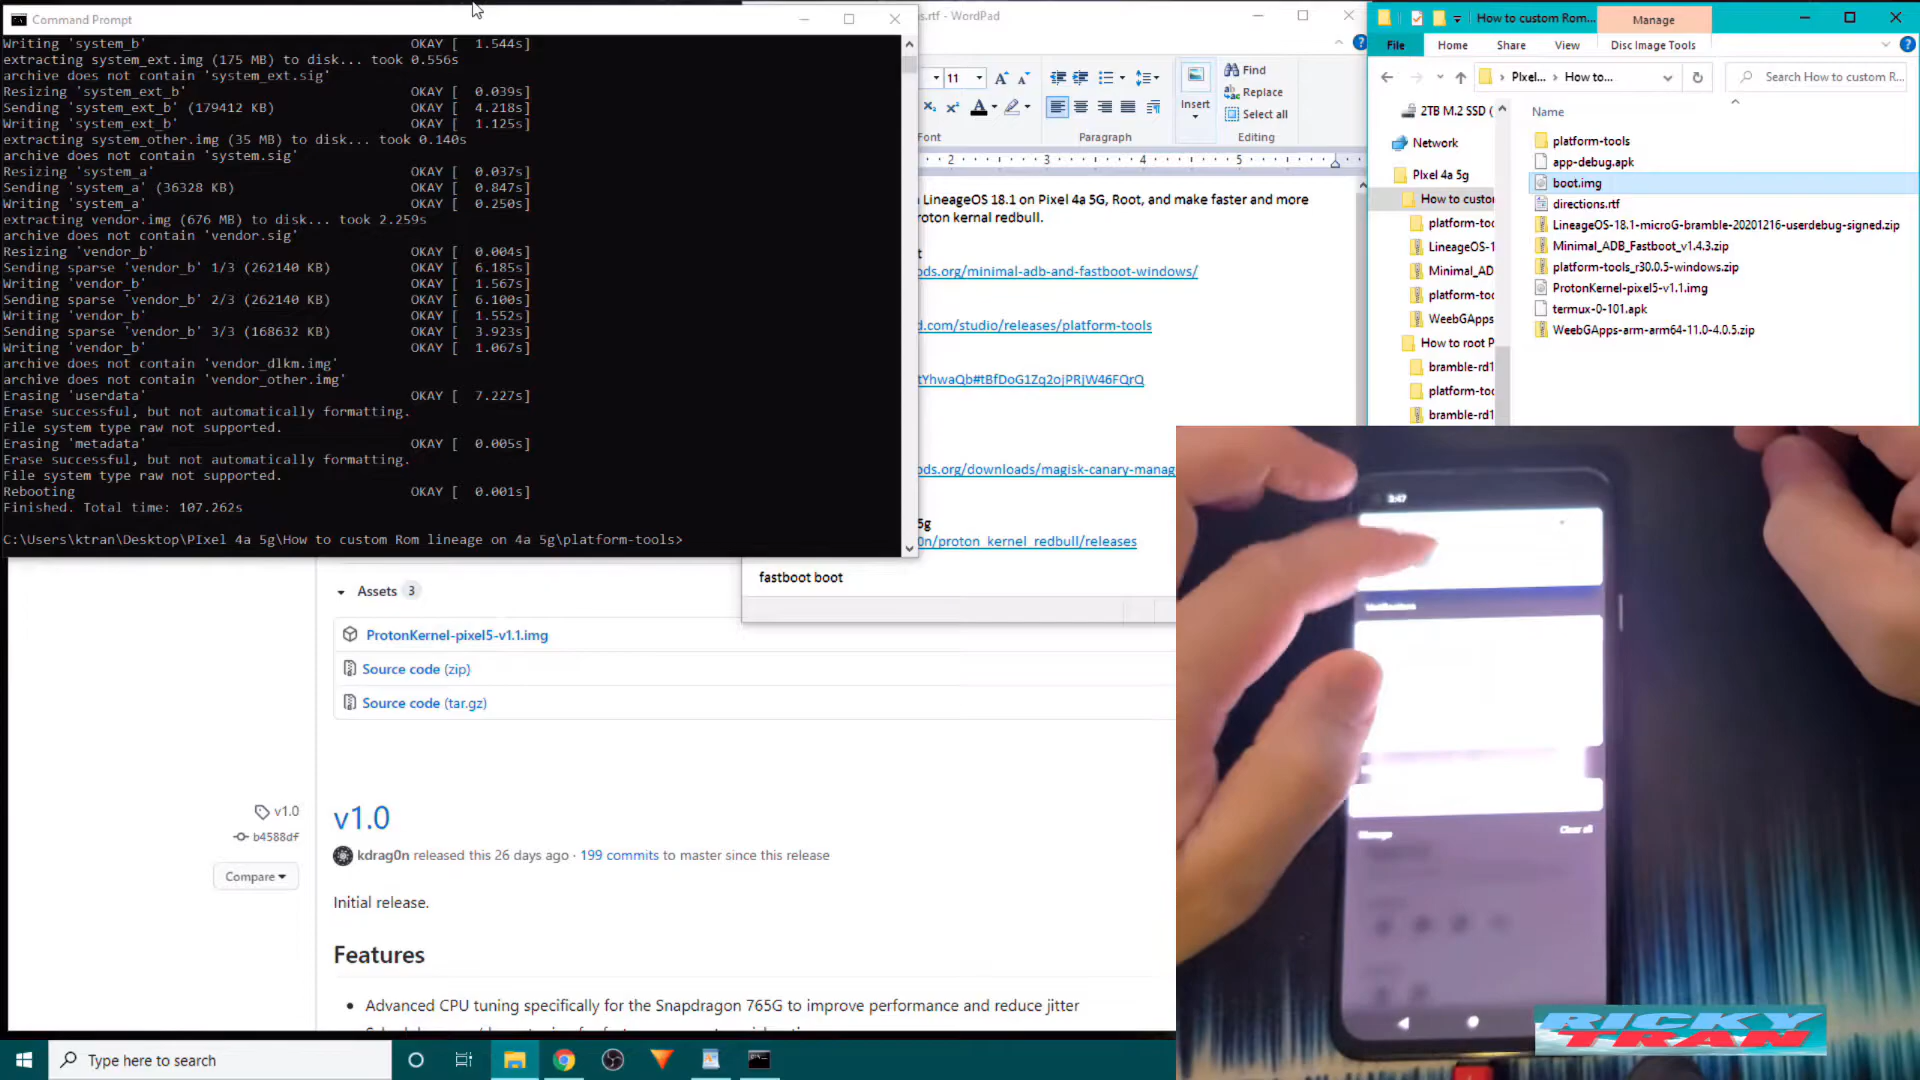 Command Prompt
Writing 'system_b' OKAY [ 1.544s]
extracting system_ext.img (175 MB) to disk... took 0.556s
archive does not contain 'system_ext.sig'
Resizing 'system_ext_b' OKAY [ 0.039s]
Sending 'system_ext_b' (179412 KB) OKAY [ 4.218s]
Writing 'system_ext_b' OKAY [ 1.125s]
extracting system_other.img (35 MB) to disk... took 0.140s
archive does not contain 'system.sig'
Resizing 'system_a' OKAY [ 0.037s]
Sending 'system_a' (36328 KB) OKAY [ 0.847s]
Writing 'system_a' OKAY [ 0.250s]
extracting vendor.img (676 MB) to disk... took 2.259s
archive does not contain 'vendor.sig'
Resizing 'vendor_b' OKAY [ 0.004s]
Sending sparse 'vendor_b' 1/3 (262140 KB) OKAY [ 6.185s]
Writing 'vendor_b' OKAY [ 1.567s]
Sending sparse 'vendor_b' 2/3 (262140 KB) OKAY [ 6.100s]
Writing 'vendor_b' OKAY [ 1.552s]
Sending sparse 'vendor_b' 3/3 (168632 KB) OKAY [ 3.923s]
Writing 'vendor_b' OKAY [ 1.067s]
archive does not contain 'vendor_dlkm.img'
archive does not contain 'vendor_other.img'
Erasing 'userdata' OKAY [ 7.227s]
Erase successful, but not automatically formatting.
File system type raw not supported.
Erasing 'metadata' OKAY [ 0.005s]
Erase successful, but not automatically formatting.
File system type raw not supported.
Rebooting OKAY [ 0.001s]
Finished. Total time: 107.262s
C:\Users\ktran\Desktop\PIxel 4a 5g\How to custom Rom lineage on 4a 5g\platform-tools>
s.rtf - WordPad
11
Find
Replace
Select all
Insert
Font
Paragraph
Editing
2 3 4 5
LineageOS 18.1 on Pixel 4a 5G, Root, and make faster and more
roton kernal redbull.
t
ods.org/minimal-adb-and-fastboot-windows/
d.com/studio/releases/platform-tools
tYhwaQb#tBfDoG1Zq2ojPRjW46FQrQ
ods.org/downloads/magisk-canary-manag
5g
0n/proton_kernel_redbull/releases
fastboot boot
How to custom Rom...
Manage
File
Home
Share
View
Disc Image Tools
PIxel...
How to...
Search How to custom R...
2TB M.2 SSD (
Network
PIxel 4a 5g
How to custo
platform-too
LineageOS-1
Minimal_AD
platform-too
WeebGApps
How to root P
bramble-rd1
platform-too
bramble-rd1
Name
platform-tools
app-debug.apk
boot.img
directions.rtf
LineageOS-18.1-microG-bramble-20201216-userdebug-signed.zip
Minimal_ADB_Fastboot_v1.4.3.zip
platform-tools_r30.0.5-windows.zip
ProtonKernel-pixel5-v1.1.img
termux-0-101.apk
WeebGApps-arm-arm64-11.0-4.0.5.zip
Assets 3
ProtonKernel-pixel5-v1.1.img
Source code (zip)
Source code (tar.gz)
v1.0
b4588df
Compare
v1.0
kdrag0n released this 26 days ago · 199 commits to master since this release
Initial release.
Features
Advanced CPU tuning specifically for the Snapdragon 765G to improve performance and reduce jitter
3:47
Notifications
Manage
Clear all
RICKY
TRAN
Type here to search